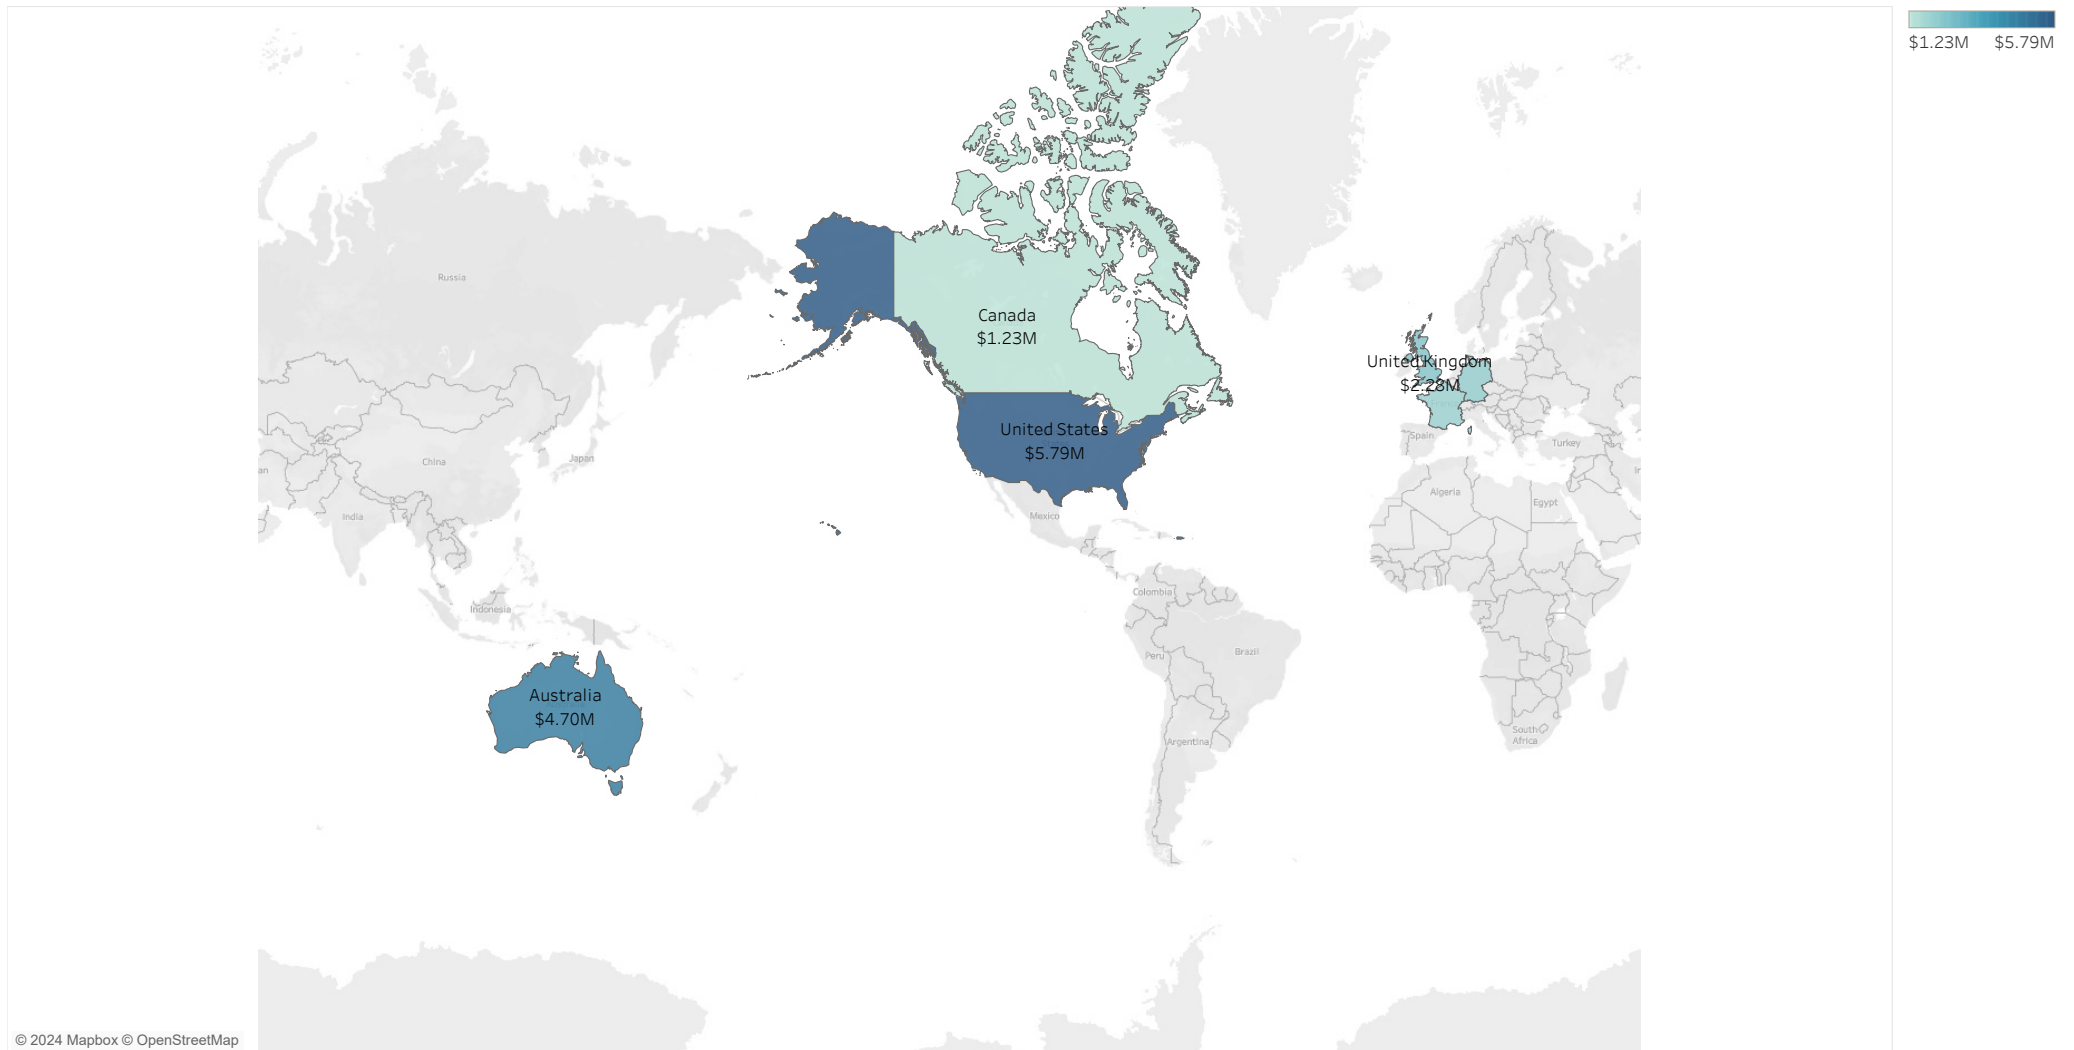 $1.23M $5.79M
Russia
Canada
$1.23M
United Kingdom
$2.28M
United States
$5.79M
Spain
Turkey
China
Japan
Algeria
Egypt
India
Mexico
Colombia
Indonesia
Peru
Brazil
Australia
$4.70M
South
Africa
Argentina
© 2024 Mapbox © OpenStreetMap